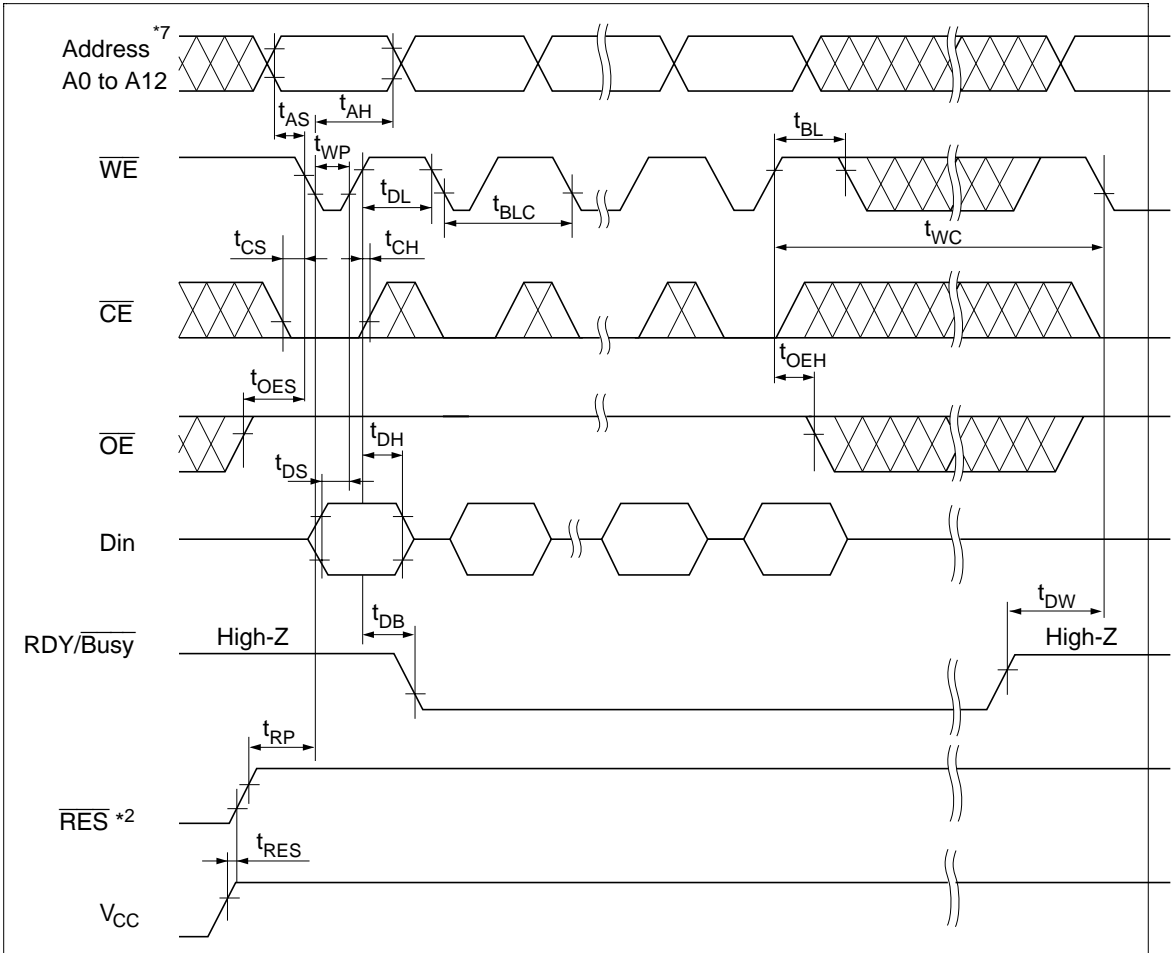 Address *7
A0 to A12
tAS
tAH
tBL
WE
tWP
tDL
tBLC
tWC
tCS
tCH
CE
tOEH
tOES
OE
tDH
tDS
Din
tDB
tDW
RDY/Busy
High-Z
High-Z
tRP
RES *2
tRES
VCC